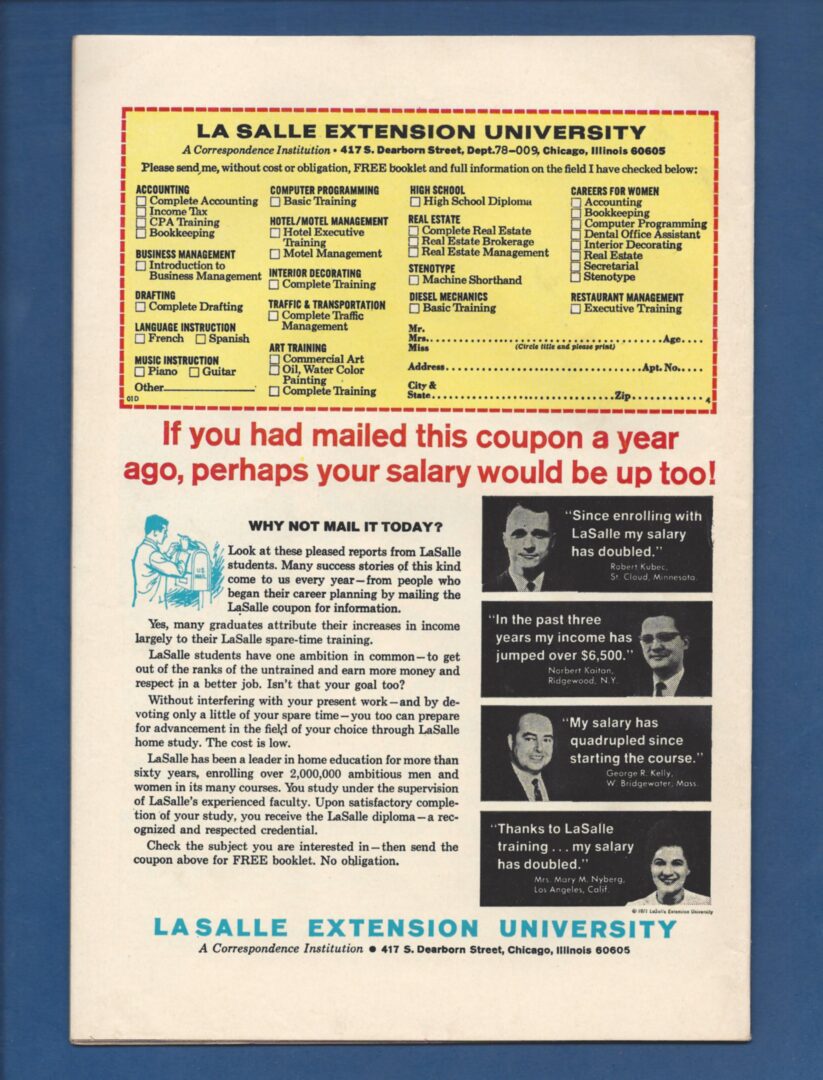 LA SALLE EXTENSION UNIVERSITY
A Correspondence Institution • 417 S. Dearborn Street, Dept.78-009, Chicago, Illinois 60605
Please send me, without cost or obligation, FREE booklet and full information on the field I have checked below:
ACCOUNTING
Complete Accounting
Income Tax
CPA Training
Bookkeeping
BUSINESS MANAGEMENT
Introduction to
Business Management
DRAFTING
Complete Drafting
LANGUAGE INSTRUCTION
French Spanish
MUSIC INSTRUCTION
Piano Guitar
Other
01D
COMPUTER PROGRAMMING
Basic Training
HOTEL/MOTEL MANAGEMENT
Hotel Executive
Training
Motel Management
INTERIOR DECORATING
Complete Training
TRAFFIC & TRANSPORTATION
Complete Traffic
Management
ART TRAINING
Commercial Art
Oil, Water Color
Painting
Complete Training
HIGH SCHOOL
High School Diploma
REAL ESTATE
Complete Real Estate
Real Estate Brokerage
Real Estate Management
STENOTYPE
Machine Shorthand
DIESEL MECHANICS
Basic Training
CAREERS FOR WOMEN
Accounting
Bookkeeping
Computer Programming
Dental Office Assistant
Interior Decorating
Real Estate
Secretarial
Stenotype
RESTAURANT MANAGEMENT
Executive Training
Mr.
Mrs. Age
Miss (Circle title and please print)
Address Apt. No.
City &
State Zip
4
If you had mailed this coupon a year
ago, perhaps your salary would be up too!
WHY NOT MAIL IT TODAY?
U.S.
MAIL
Look at these pleased reports from LaSalle
students. Many success stories of this kind
come to us every year—from people who
began their career planning by mailing the
LaSalle coupon for information.
Yes, many graduates attribute their increases in income
largely to their LaSalle spare-time training.
LaSalle students have one ambition in common—to get
out of the ranks of the untrained and earn more money and
respect in a better job. Isn't that your goal too?
Without interfering with your present work—and by de-
voting only a little of your spare time—you too can prepare
for advancement in the field of your choice through LaSalle
home study. The cost is low.
LaSalle has been a leader in home education for more than
sixty years, enrolling over 2,000,000 ambitious men and
women in its many courses. You study under the supervision
of LaSalle's experienced faculty. Upon satisfactory comple-
tion of your study, you receive the LaSalle diploma—a rec-
ognized and respected credential.
Check the subject you are interested in—then send the
coupon above for FREE booklet. No obligation.
"Since enrolling with
LaSalle my salary
has doubled."
Robert Kubec,
St. Cloud, Minnesota.
"In the past three
years my income has
jumped over $6,500."
Norbert Kaitan,
Ridgewood, N.Y.
"My salary has
quadrupled since
starting the course."
George R. Kelly,
W. Bridgewater, Mass.
"Thanks to LaSalle
training . . . my salary
has doubled."
Mrs. Mary M. Nyberg,
Los Angeles, Calif.
© 1971 LaSalle Extension University
LASALLE EXTENSION UNIVERSITY
A Correspondence Institution • 417 S. Dearborn Street, Chicago, Illinois 60605